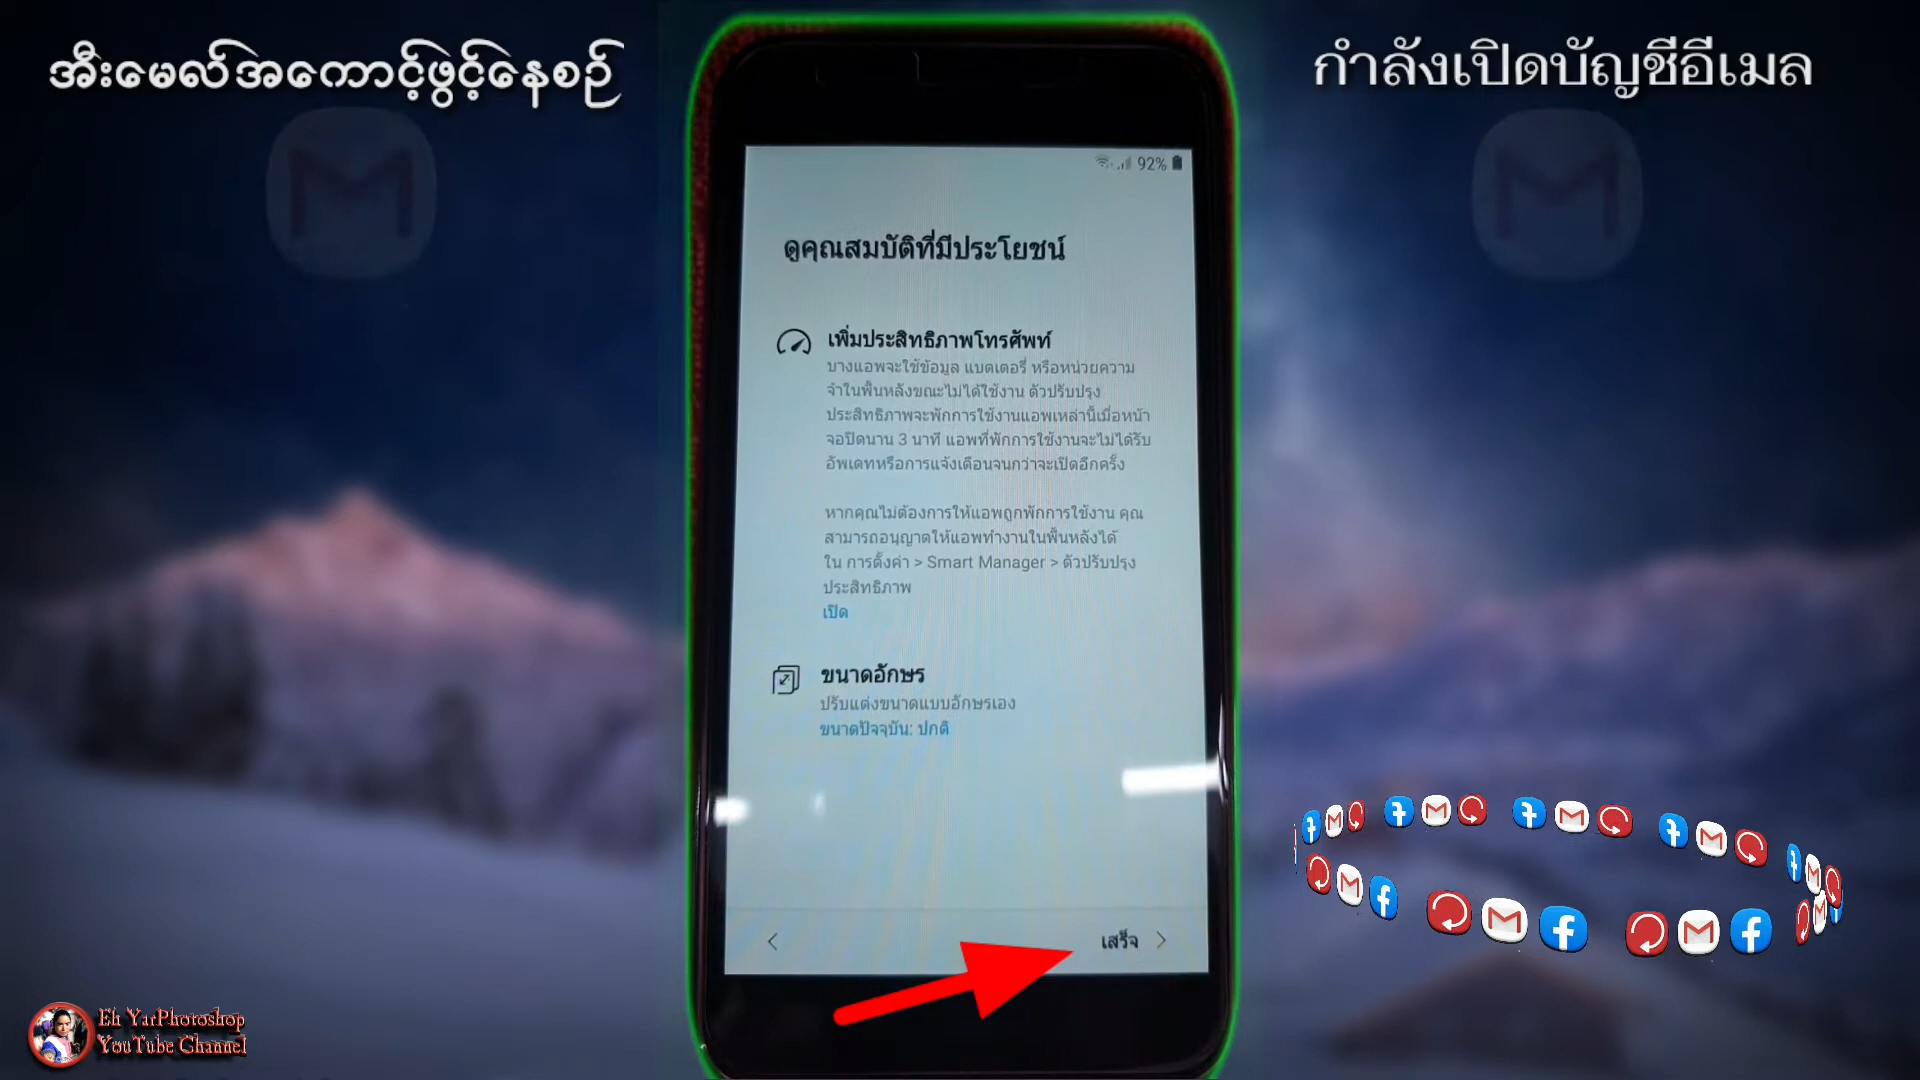 အီးမေလ်အကောင့်ဖွင့်နေစဉ်
กำลังเปิดบัญชีอีเมล
92%
ดูคุณสมบัติที่มีประโยชน์
เพิ่มประสิทธิภาพโทรศัพท์
บางแอพจะใช้ข้อมูล แบตเตอรี่ หรือหน่วยความ
จำในพื้นหลังขณะไม่ได้ใช้งาน ตัวปรับปรุง
ประสิทธิภาพจะพักการใช้งานแอพเหล่านี้เมื่อหน้า
จอปิดนาน 3 นาที แอพที่พักการใช้งานจะไม่ได้รับ
อัพเดทหรือการแจ้งเตือนจนกว่าจะเปิดอีกครั้ง
หากคุณไม่ต้องการให้แอพถูกพักการใช้งาน คุณ
สามารถอนุญาตให้แอพทำงานในพื้นหลังได้
ใน การตั้งค่า > Smart Manager > ตัวปรับปรุง
ประสิทธิภาพ
เปิด
ขนาดอักษร
ปรับแต่งขนาดแบบอักษรเอง
ขนาดปัจจุบัน: ปกติ
เสร็จ
Eh YarPhotoshop
YouTube Channel